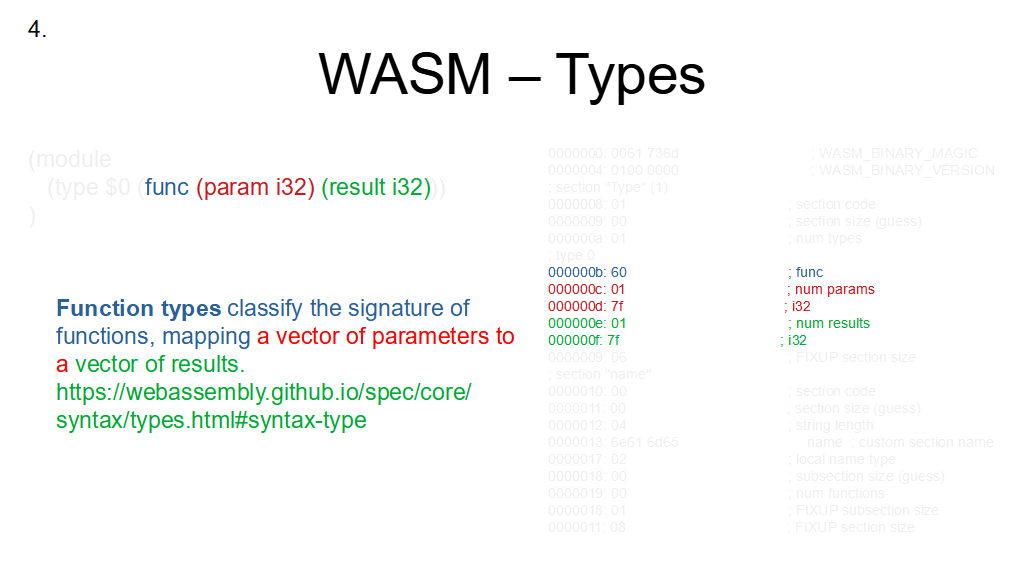 4.
WASM – Types
(module
(type $0 (func (param i32) (result i32)))
)
Function types classify the signature of
functions, mapping a vector of parameters to
a vector of results.
https://webassembly.github.io/spec/core/
syntax/types.html#syntax-type
0000000: 0061 736d ; WASM_BINARY_MAGIC
0000004: 0100 0000 ; WASM_BINARY_VERSION
; section "Type" (1)
0000008: 01 ; section code
0000009: 00 ; section size (guess)
000000a: 01 ; num types
; type 0
000000b: 60 ; func
000000c: 01 ; num params
000000d: 7f ; i32
000000e: 01 ; num results
000000f: 7f ; i32
0000009: 06 ; FIXUP section size
; section "name"
0000010: 00 ; section code
0000011: 00 ; section size (guess)
0000012: 04 ; string length
0000013: 6e61 6d65 name ; custom section name
0000017: 02 ; local name type
0000018: 00 ; subsection size (guess)
0000019: 00 ; num functions
0000018: 01 ; FIXUP subsection size
0000011: 08 ; FIXUP section size